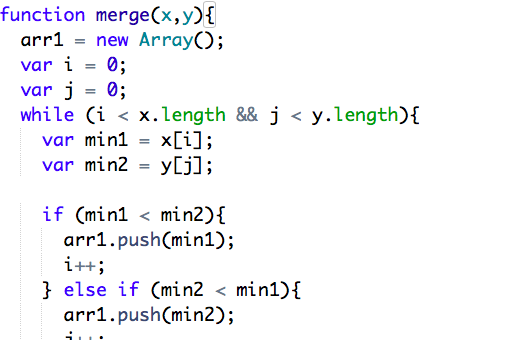 function merge(x,y){
  arr1 = new Array();
  var i = 0;
  var j = 0;
  while (i < x.length && j < y.length){
    var min1 = x[i];
    var min2 = y[j];

    if (min1 < min2){
      arr1.push(min1);
      i++;
    } else if (min2 < min1){
      arr1.push(min2);